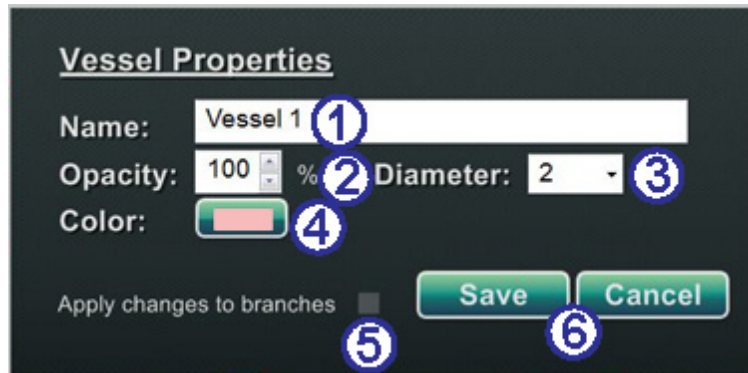 Vessel Properties
Name: Vessel 1 1
Opacity: 100 % 2 Diameter: 2 3
Color: 4
Apply changes to branches 5 Save Cancel 6